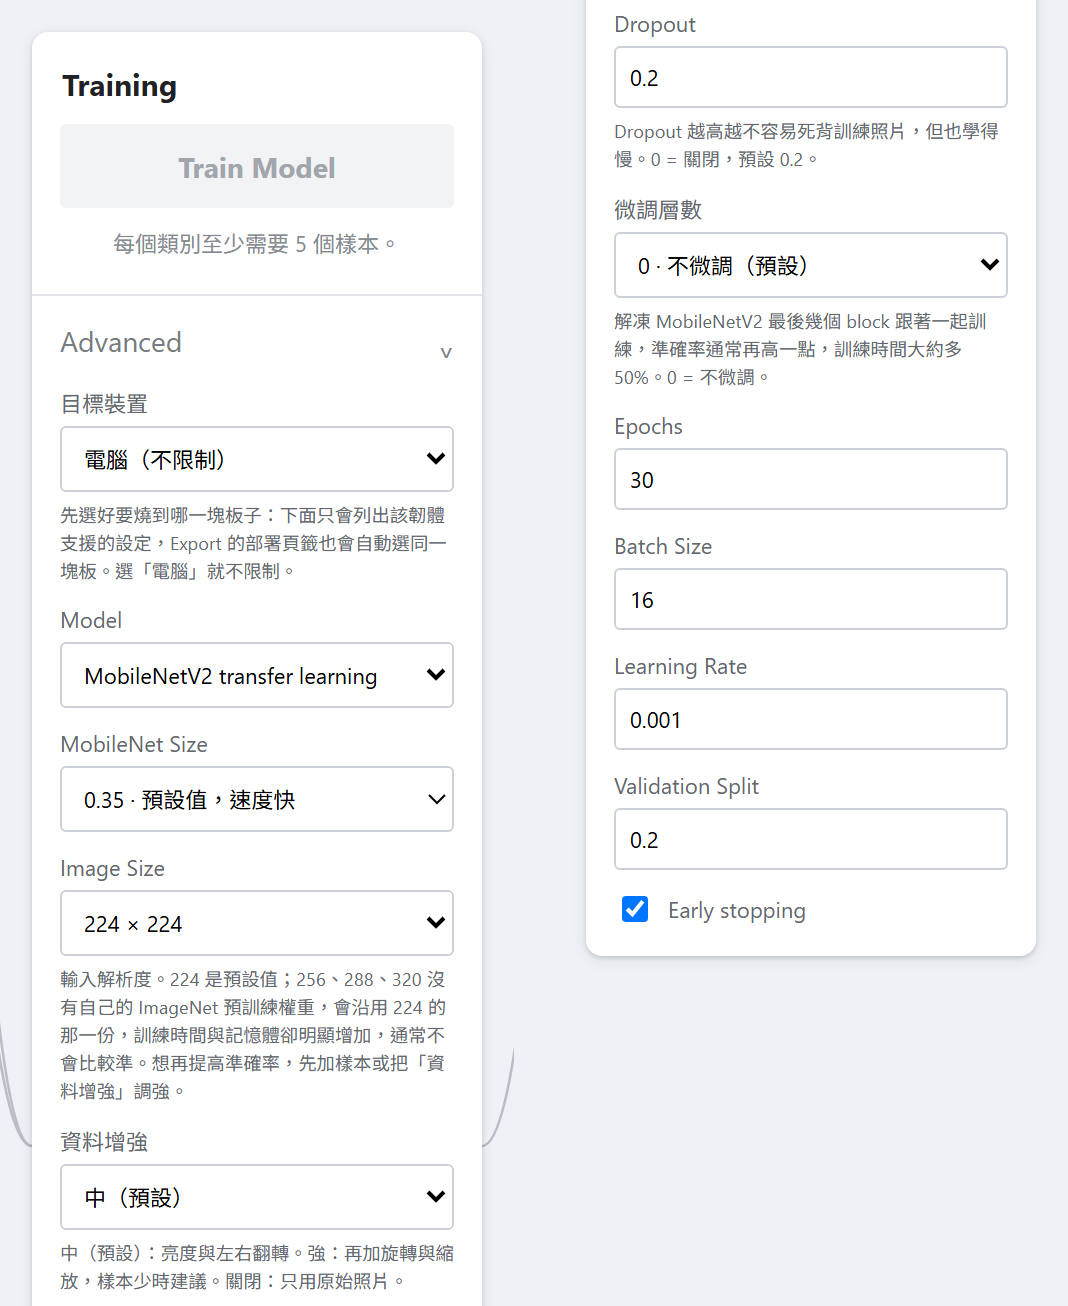 Training
Train Model
每個類別至少需要 5 個樣本。
Advanced
目標裝置
電腦（不限制）
先選好要燒到哪一塊板子：下面只會列出該韌體
支援的設定，Export 的部署頁籤也會自動選同一
塊板。選「電腦」就不限制。
Model
MobileNetV2 transfer learning
MobileNet Size
0.35 · 預設值，速度快
Image Size
224 × 224
輸入解析度。224 是預設值；256、288、320 沒
有自己的 ImageNet 預訓練權重，會沿用 224 的
那一份，訓練時間與記憶體卻明顯增加，通常不
會比較準。想再提高準確率，先加樣本或把「資
料增強」調強。
資料增強
中（預設）
中（預設）：亮度與左右翻轉。強：再加旋轉與縮
放，樣本少時建議。關閉：只用原始照片。
Dropout
0.2
Dropout 越高越不容易死背訓練照片，但也學得
慢。0 = 關閉，預設 0.2。
微調層數
0 · 不微調（預設）
解凍 MobileNetV2 最後幾個 block 跟著一起訓
練，準確率通常再高一點，訓練時間大約多
50%。0 = 不微調。
Epochs
30
Batch Size
16
Learning Rate
0.001
Validation Split
0.2
Early stopping